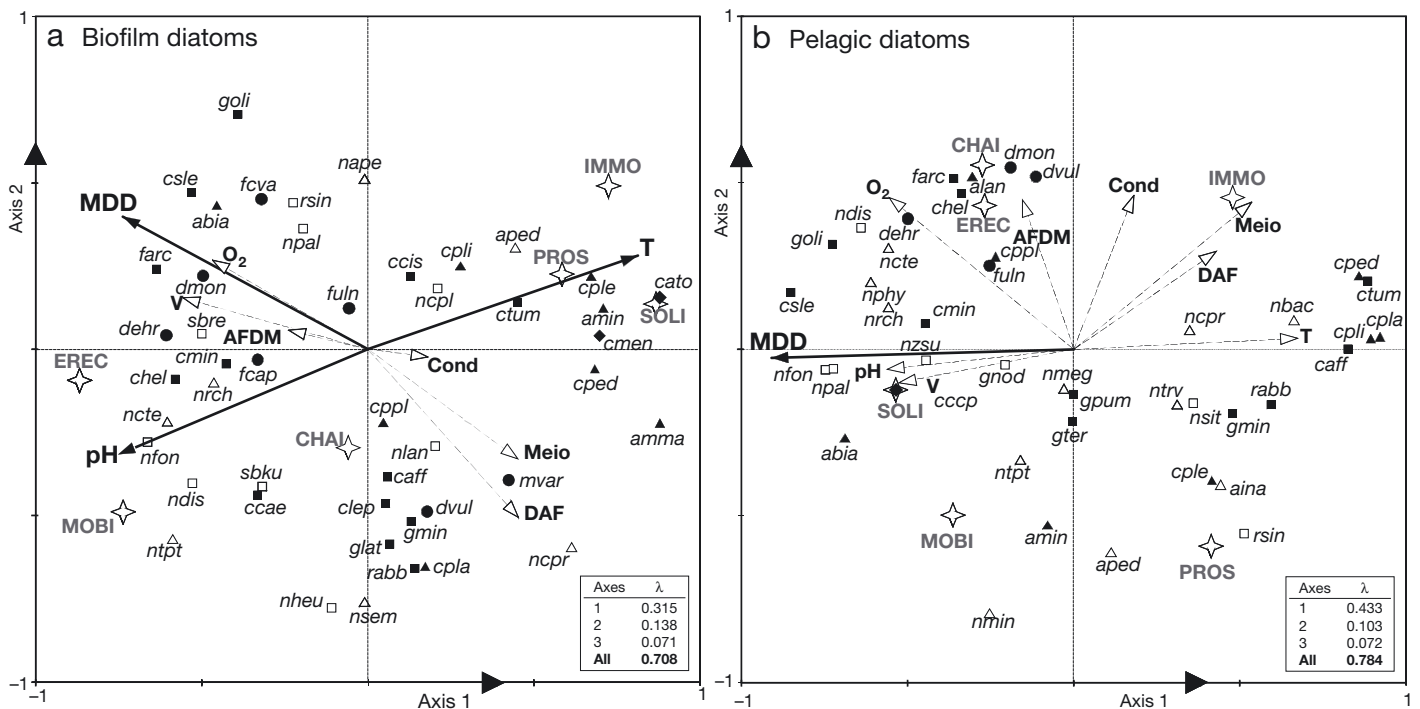 1
a Biofilm diatoms
goli
nape
IMMO
csle
fcva
MDD
rsin
abia
npal
aped
PROS
T
farc
O2
cpli
ccis
dmon
cple
cato
V
fuln
ncpl
sbre
ctum
amin
SOLI
dehr
AFDM
cmen
EREC
cmin
Cond
chel
fcap
cped
nrch
ncte
cppl
CHAI
amma
pH
nfon
nlan
Meio
sbku
caff
mvar
ndis
ccae
clep
dvul
DAF
MOBI
gmin
ntpt
glat
ncpr
rabb
cpla
nheu
nsem
Axes λ
1 0.315
2 0.138
3 0.071
All 0.708
Axis 2
–1
–1
Axis 1
1
1
b Pelagic diatoms
CHAI
dmon
farc
alan
dvul
O2
Cond
IMMO
chel
ndis
EREC
Meio
dehr
AFDM
goli
ncte
cppl
DAF
fuln
cped
nphy
ctum
csle
nrch
cmin
nbac
ncpr
cpla
MDD
nzsu
T
cpli
nfon
npal
pH
gnod
nmeg
caff
V
cccp
SOLI
gpum
ntrv
rabb
nsit
gter
gmin
abia
ntpt
cple
aina
MOBI
amin
rsin
aped
PROS
nmin
Axes λ
1 0.433
2 0.103
3 0.072
All 0.784
Axis 2
–1
–1
Axis 1
1